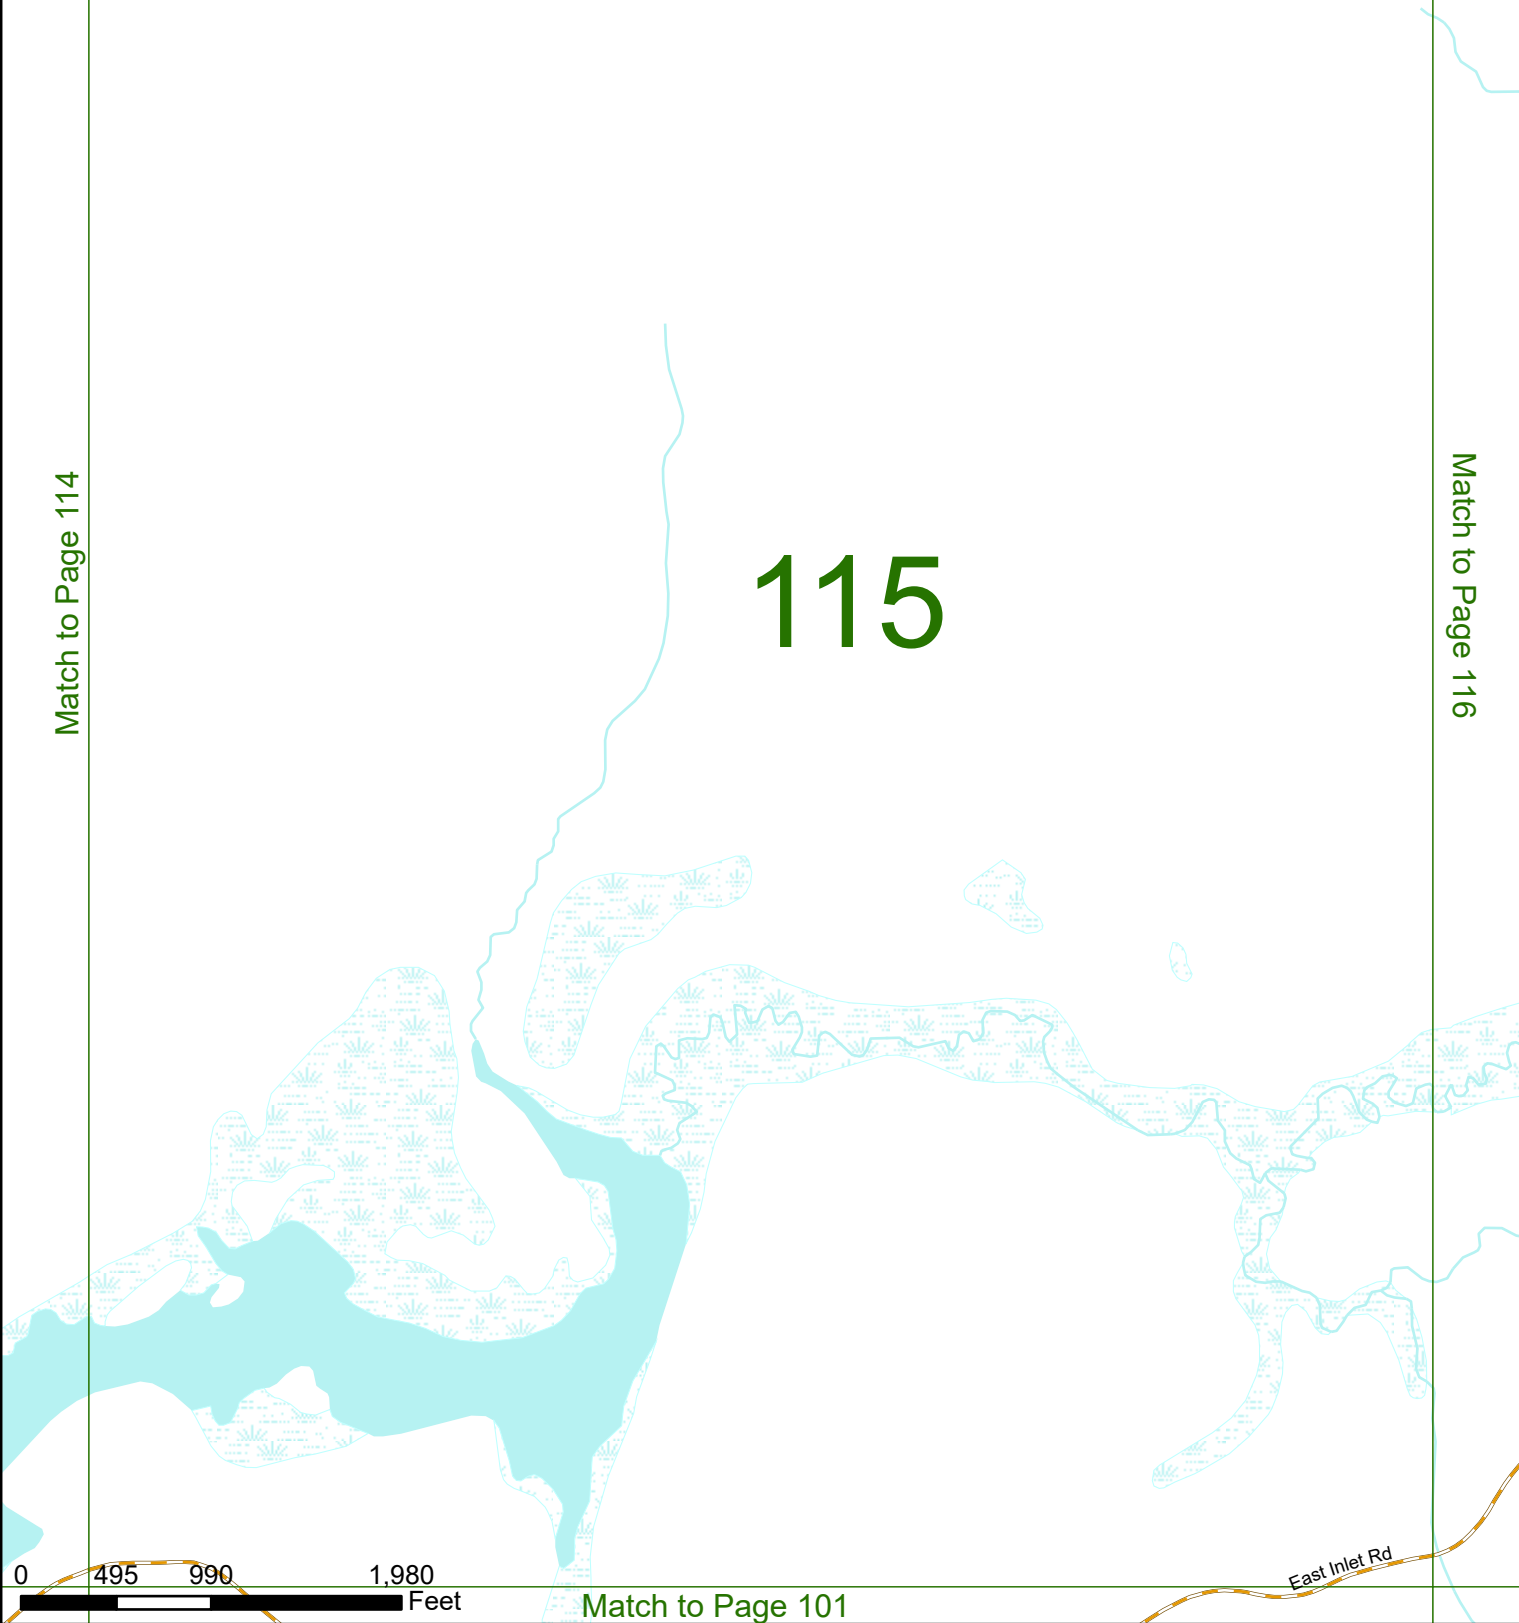 Match to Page 114
115
Match to Page 116
East Inlet Rd
0 495 990 1,980
Feet
Match to Page 101